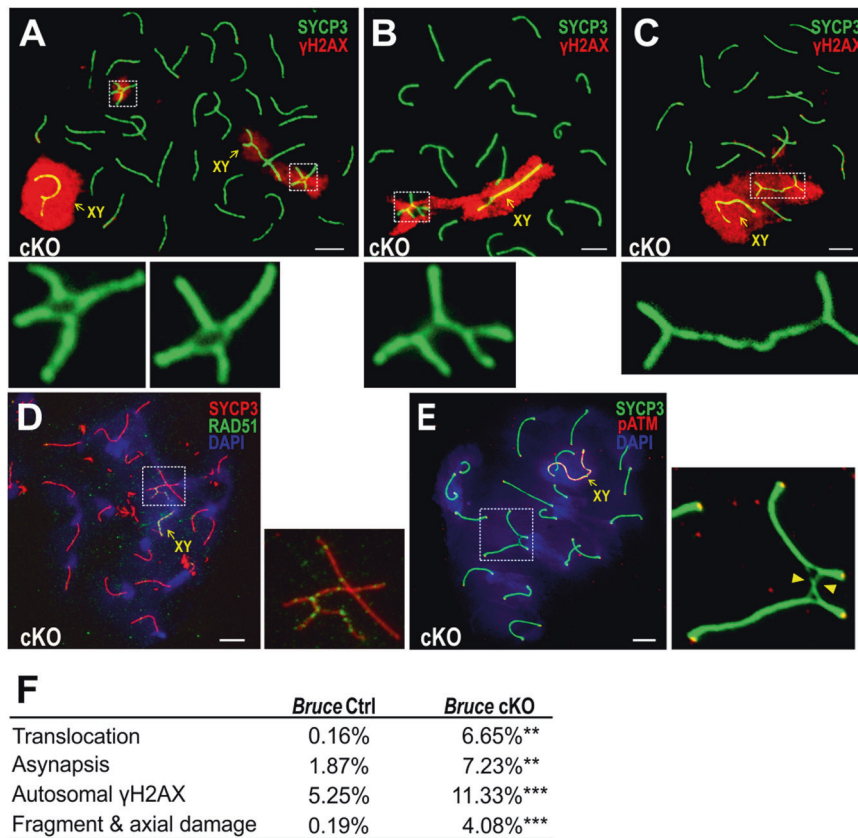 A SYCP3 γH2AX XY XY cKO
B SYCP3 γH2AX XY cKO
C SYCP3 γH2AX XY cKO
D SYCP3 RAD51 DAPI XY cKO
E SYCP3 pATM DAPI XY cKO
F
Bruce Ctrl Bruce cKO
Translocation 0.16% 6.65%**
Asynapsis 1.87% 7.23%**
Autosomal γH2AX 5.25% 11.33%***
Fragment & axial damage 0.19% 4.08%***